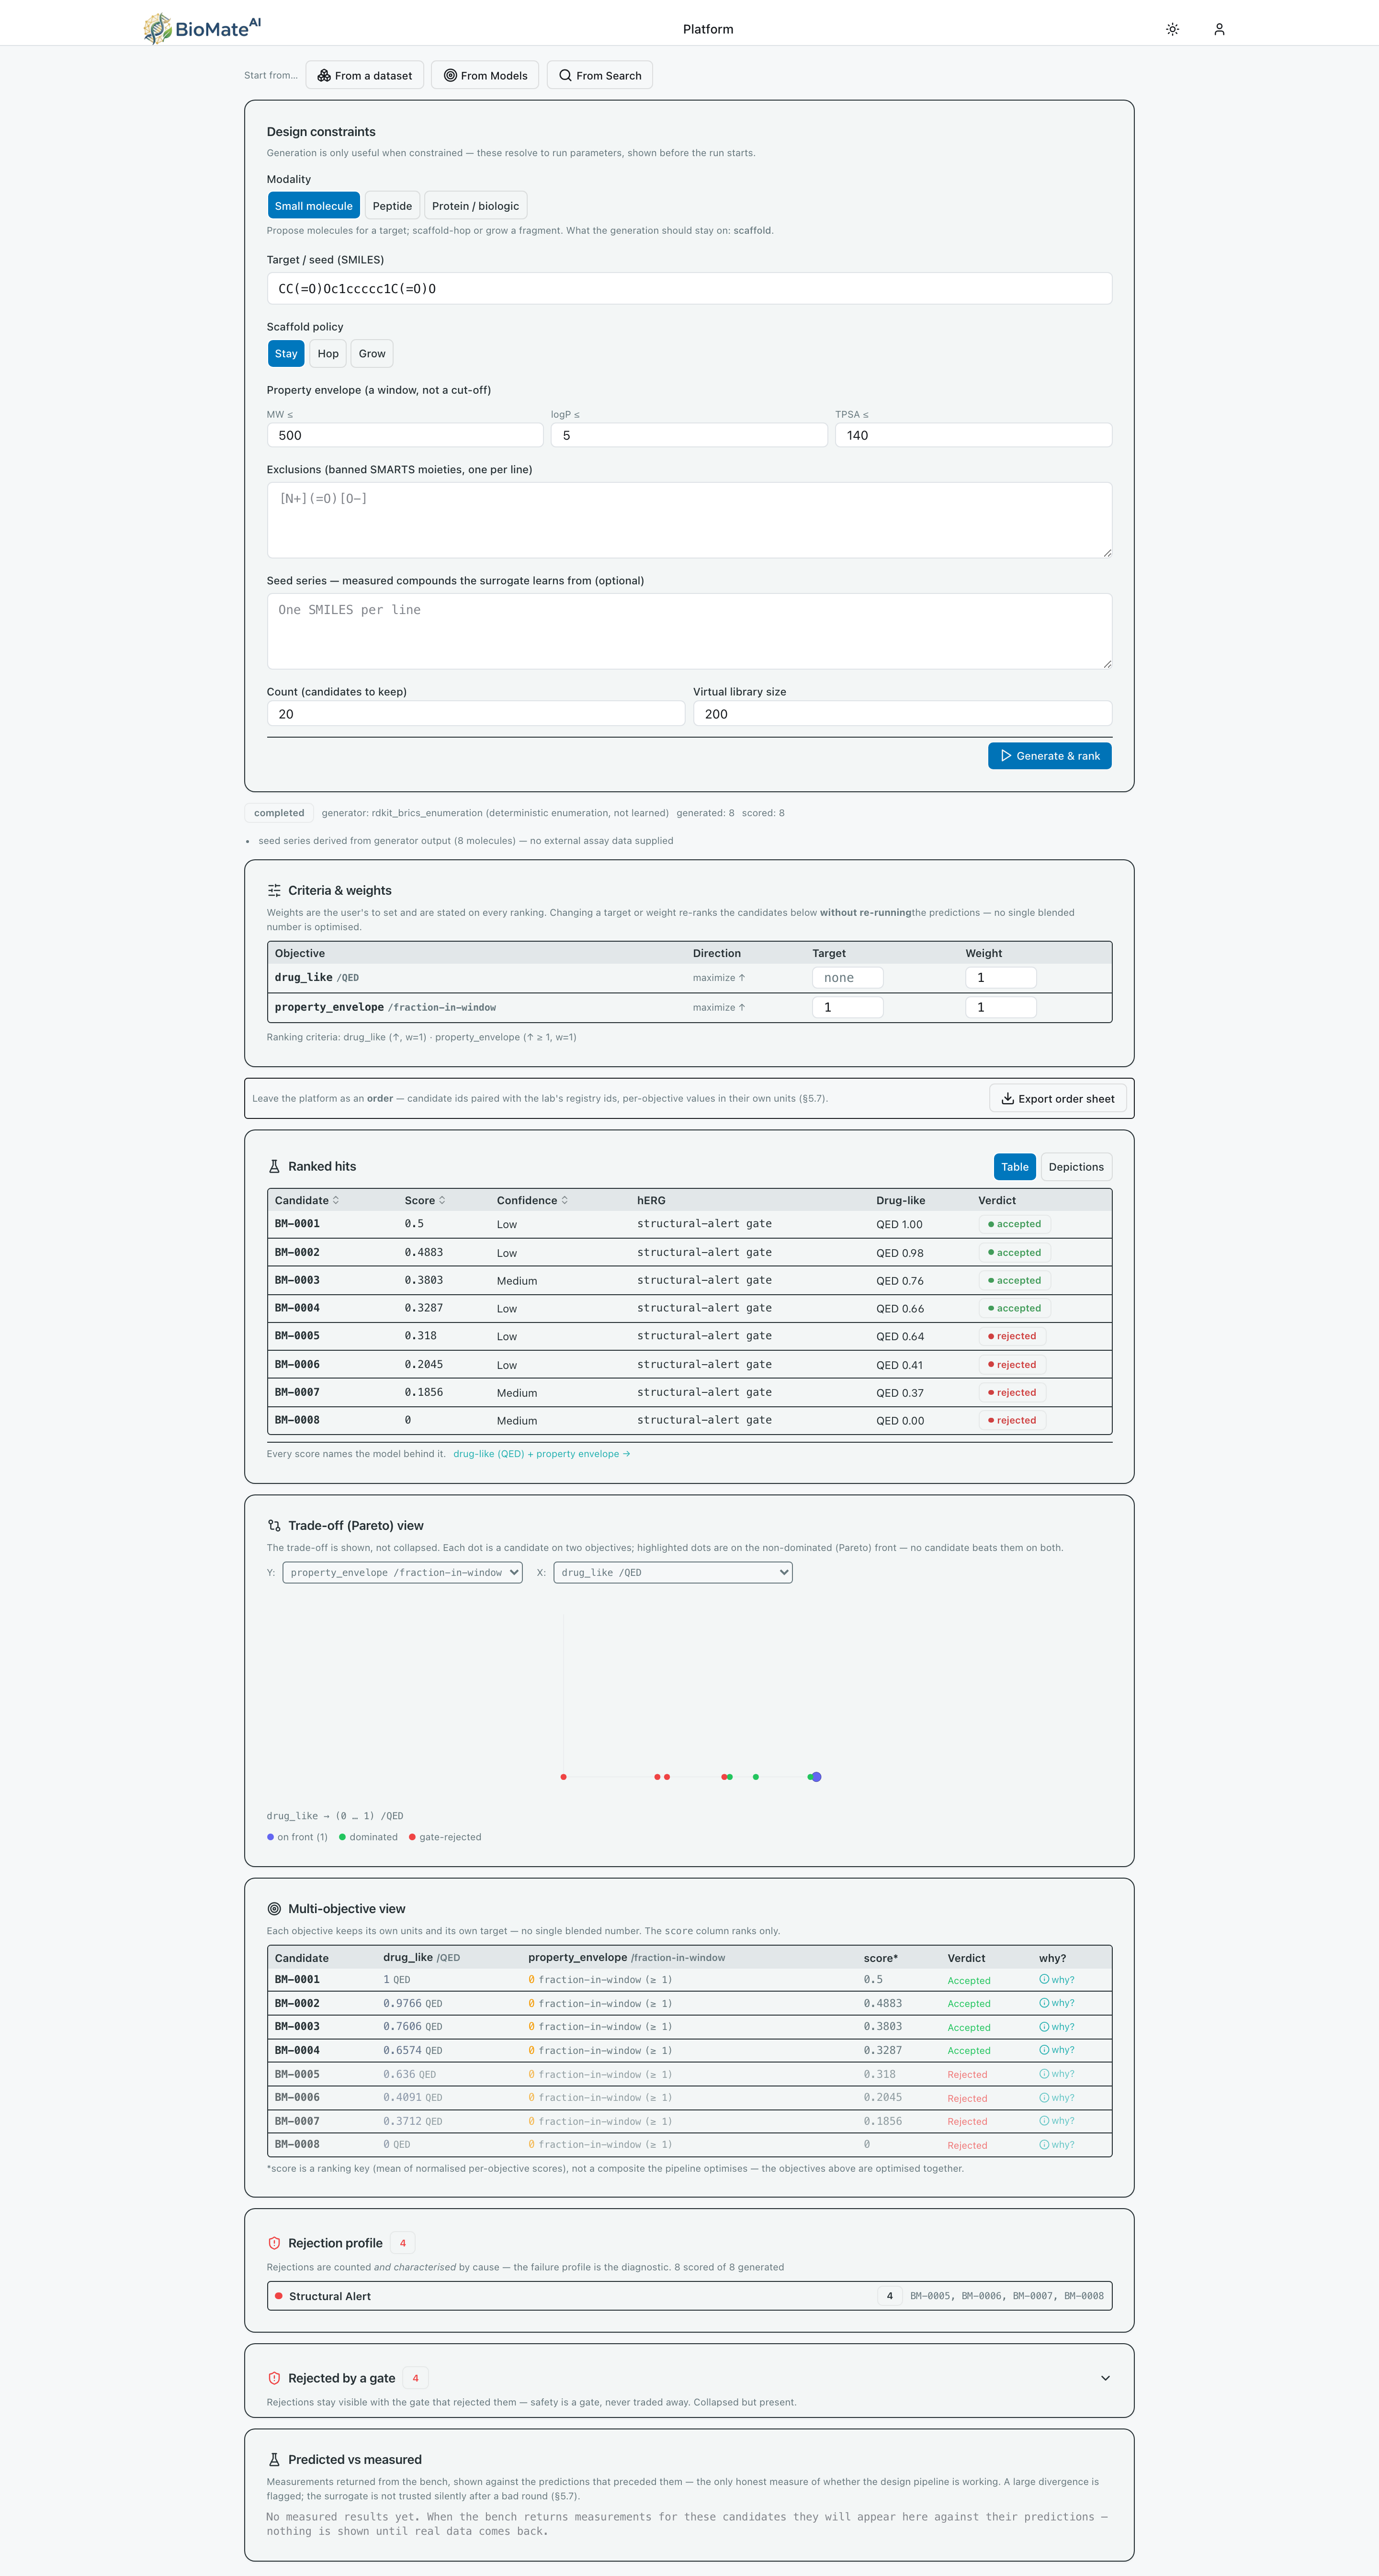 BioMateAI
Platform
Start from...
From a dataset
From Models
From Search
Design constraints
Generation is only useful when constrained — these resolve to run parameters, shown before the run starts.
Modality
Small molecule Peptide Protein / biologic
Propose molecules for a target; scaffold-hop or grow a fragment. What the generation should stay on: scaffold.
Target / seed (SMILES)
CC(=O)Oc1ccccc1C(=O)O
Scaffold policy
Stay Hop Grow
Property envelope (a window, not a cut-off)
MW ≤ logP ≤ TPSA ≤
500 5 140
Exclusions (banned SMARTS moieties, one per line)
[N+](=O)[O-]
Seed series — measured compounds the surrogate learns from (optional)
One SMILES per line
Count (candidates to keep) Virtual library size
20 200
Generate & rank
completed generator: rdkit_brics_enumeration (deterministic enumeration, not learned) generated: 8 scored: 8
• seed series derived from generator output (8 molecules) — no external assay data supplied
Criteria & weights
Weights are the user's to set and are stated on every ranking. Changing a target or weight re-ranks the candidates below without re-runningthe predictions — no single blended
number is optimised.
Objective Direction Target Weight
drug_like /QED maximize ↑ none 1
property_envelope /fraction-in-window maximize ↑ 1 1
Ranking criteria: drug_like (↑, w=1) · property_envelope (↑ ≥ 1, w=1)
Leave the platform as an order — candidate ids paired with the lab's registry ids, per-objective values in their own units (§5.7).
Export order sheet
Ranked hits
Table Depictions
Candidate Score Confidence hERG Drug-like Verdict
BM-0001 0.5 Low structural-alert gate QED 1.00 accepted
BM-0002 0.4883 Low structural-alert gate QED 0.98 accepted
BM-0003 0.3803 Medium structural-alert gate QED 0.76 accepted
BM-0004 0.3287 Low structural-alert gate QED 0.66 accepted
BM-0005 0.318 Low structural-alert gate QED 0.64 rejected
BM-0006 0.2045 Low structural-alert gate QED 0.41 rejected
BM-0007 0.1856 Medium structural-alert gate QED 0.37 rejected
BM-0008 0 Medium structural-alert gate QED 0.00 rejected
Every score names the model behind it. drug-like (QED) + property envelope →
Trade-off (Pareto) view
The trade-off is shown, not collapsed. Each dot is a candidate on two objectives; highlighted dots are on the non-dominated (Pareto) front — no candidate beats them on both.
Y: property_envelope /fraction-in-window X: drug_like /QED
drug_like → (0 … 1) /QED
on front (1) dominated gate-rejected
Multi-objective view
Each objective keeps its own units and its own target — no single blended number. The score column ranks only.
Candidate drug_like /QED property_envelope /fraction-in-window score* Verdict why?
BM-0001 1 QED 0 fraction-in-window (≥ 1) 0.5 Accepted why?
BM-0002 0.9766 QED 0 fraction-in-window (≥ 1) 0.4883 Accepted why?
BM-0003 0.7606 QED 0 fraction-in-window (≥ 1) 0.3803 Accepted why?
BM-0004 0.6574 QED 0 fraction-in-window (≥ 1) 0.3287 Accepted why?
BM-0005 0.636 QED 0 fraction-in-window (≥ 1) 0.318 Rejected why?
BM-0006 0.4091 QED 0 fraction-in-window (≥ 1) 0.2045 Rejected why?
BM-0007 0.3712 QED 0 fraction-in-window (≥ 1) 0.1856 Rejected why?
BM-0008 0 QED 0 fraction-in-window (≥ 1) 0 Rejected why?
*score is a ranking key (mean of normalised per-objective scores), not a composite the pipeline optimises — the objectives above are optimised together.
Rejection profile 4
Rejections are counted and characterised by cause — the failure profile is the diagnostic. 8 scored of 8 generated
Structural Alert 4 BM-0005, BM-0006, BM-0007, BM-0008
Rejected by a gate 4
Rejections stay visible with the gate that rejected them — safety is a gate, never traded away. Collapsed but present.
Predicted vs measured
Measurements returned from the bench, shown against the predictions that preceded them — the only honest measure of whether the design pipeline is working. A large divergence is
flagged; the surrogate is not trusted silently after a bad round (§5.7).
No measured results yet. When the bench returns measurements for these candidates they will appear here against their predictions —
nothing is shown until real data comes back.